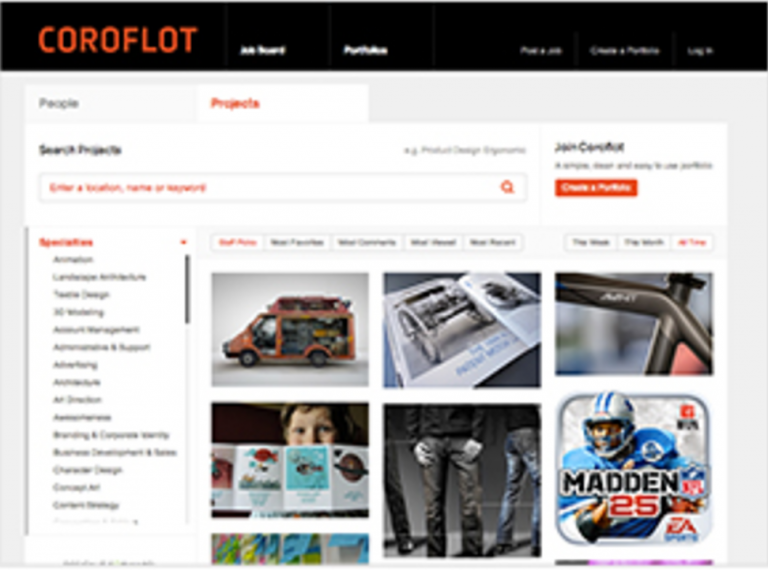 COROFLOT
Job Board
Portfolios
Post a Job
Create a Portfolio
Log In
People
Projects
Search Projects
e.g. Product Design Ergonomic
Enter a location, name or keyword
Join Coroflot
A simple, clean and easy to use portfolio
Create a Portfolio
Specialties
Animation
Landscape Architecture
Textile Design
3D Modeling
Account Management
Administrative & Support
Advertising
Architecture
Art Direction
Awesomeness
Branding & Corporate Identity
Business Development & Sales
Character Design
Concept Art
Content Strategy
Staff Picks
Most Favorites
Most Comments
Most Viewed
Most Recent
This Week
This Month
All Time
MADDEN
NFL
25
EA
SPORTS